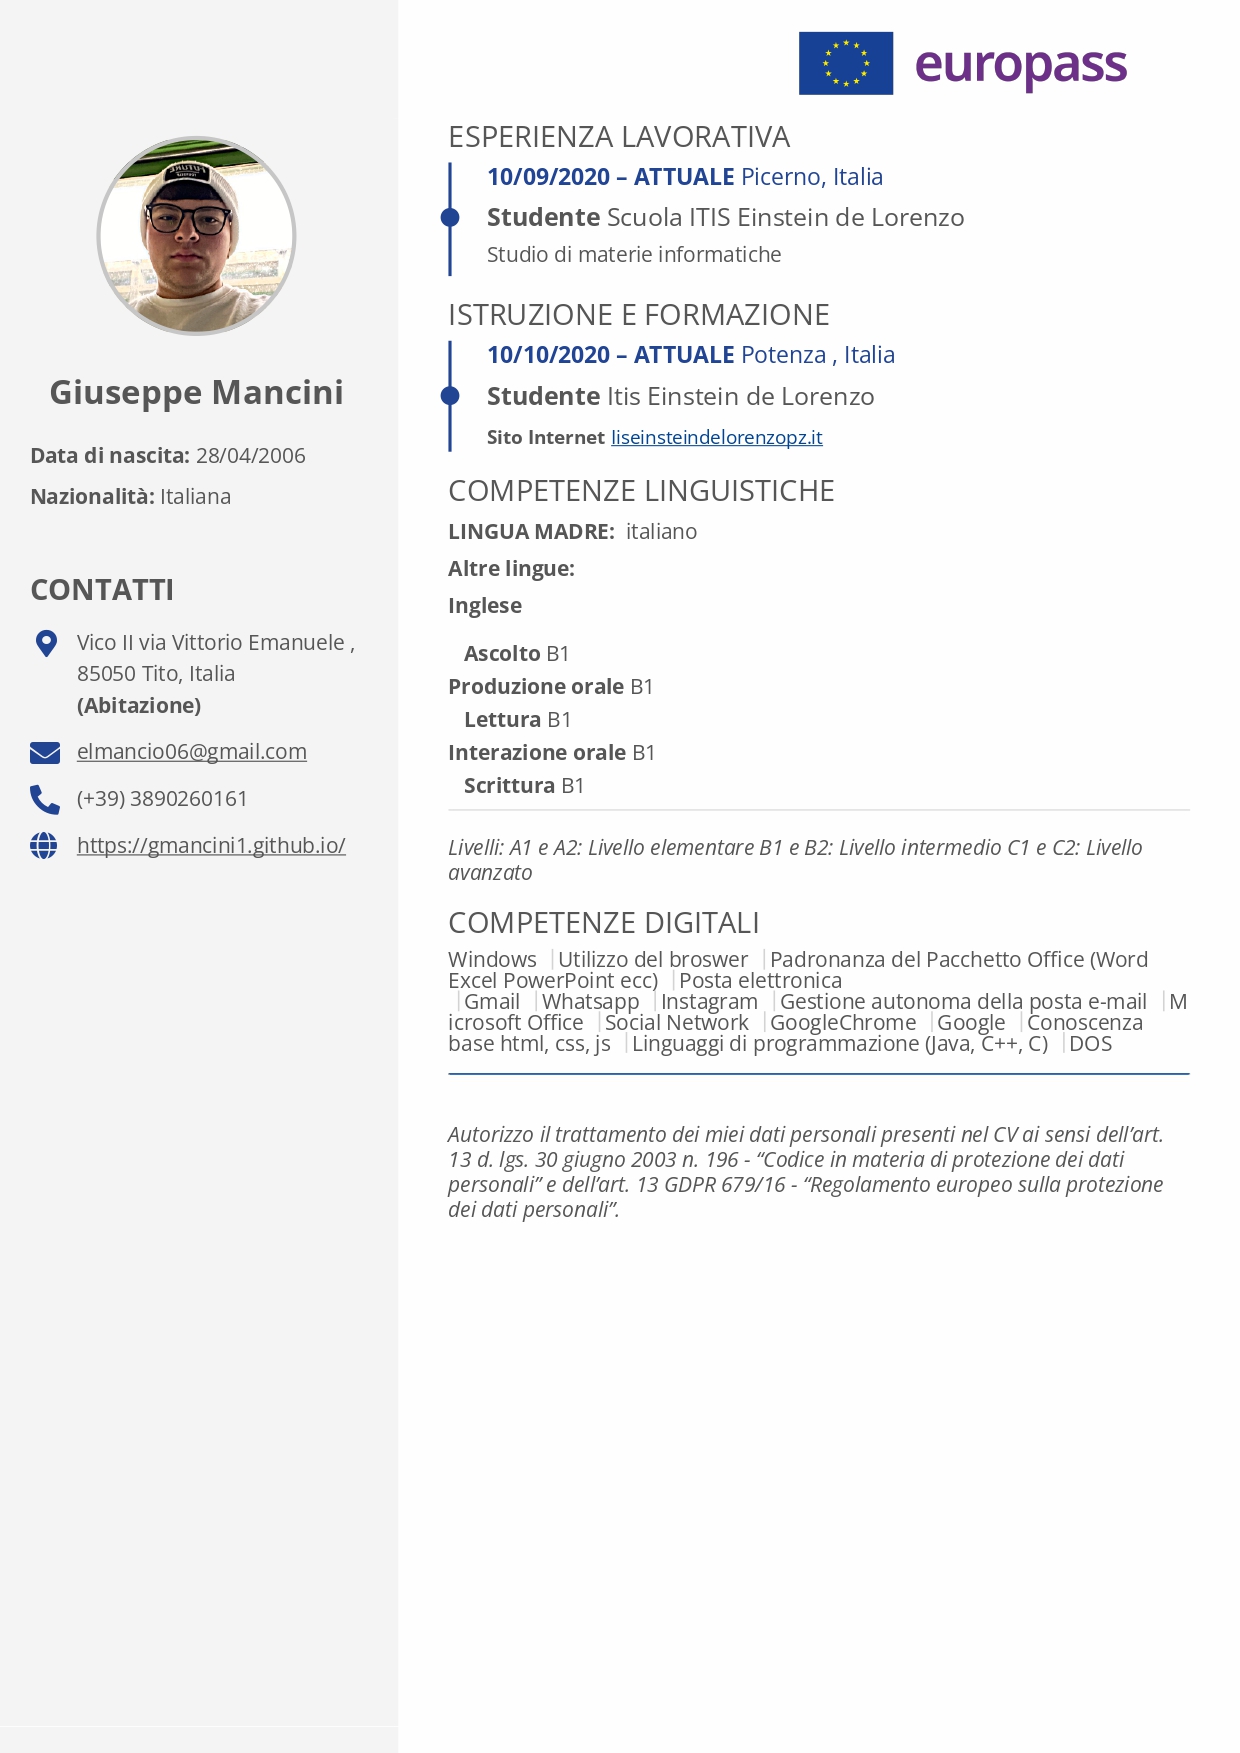 europass
Giuseppe Mancini
Data di nascita: 28/04/2006
Nazionalità: Italiana
CONTATTI
Vico II via Vittorio Emanuele ,
85050 Tito, Italia
(Abitazione)
elmancio06@gmail.com
(+39) 3890260161
https://gmancini1.github.io/
ESPERIENZA LAVORATIVA
10/09/2020 – ATTUALE Picerno, Italia
Studente Scuola ITIS Einstein de Lorenzo
Studio di materie informatiche
ISTRUZIONE E FORMAZIONE
10/10/2020 – ATTUALE Potenza , Italia
Studente Itis Einstein de Lorenzo
Sito Internet Iiseinsteindelorenzopz.it
COMPETENZE LINGUISTICHE
LINGUA MADRE: italiano
Altre lingue:
Inglese
Ascolto B1
Produzione orale B1
Lettura B1
Interazione orale B1
Scrittura B1
Livelli: A1 e A2: Livello elementare B1 e B2: Livello intermedio C1 e C2: Livello
avanzato
COMPETENZE DIGITALI
Windows | Utilizzo del broswer | Padronanza del Pacchetto Office (Word
Excel PowerPoint ecc) | Posta elettronica
| Gmail | Whatsapp | Instagram | Gestione autonoma della posta e-mail | M
icrosoft Office | Social Network | GoogleChrome | Google | Conoscenza
base html, css, js | Linguaggi di programmazione (Java, C++, C) | DOS
Autorizzo il trattamento dei miei dati personali presenti nel CV ai sensi dell’art.
13 d. lgs. 30 giugno 2003 n. 196 - “Codice in materia di protezione dei dati
personali” e dell’art. 13 GDPR 679/16 - “Regolamento europeo sulla protezione
dei dati personali”.